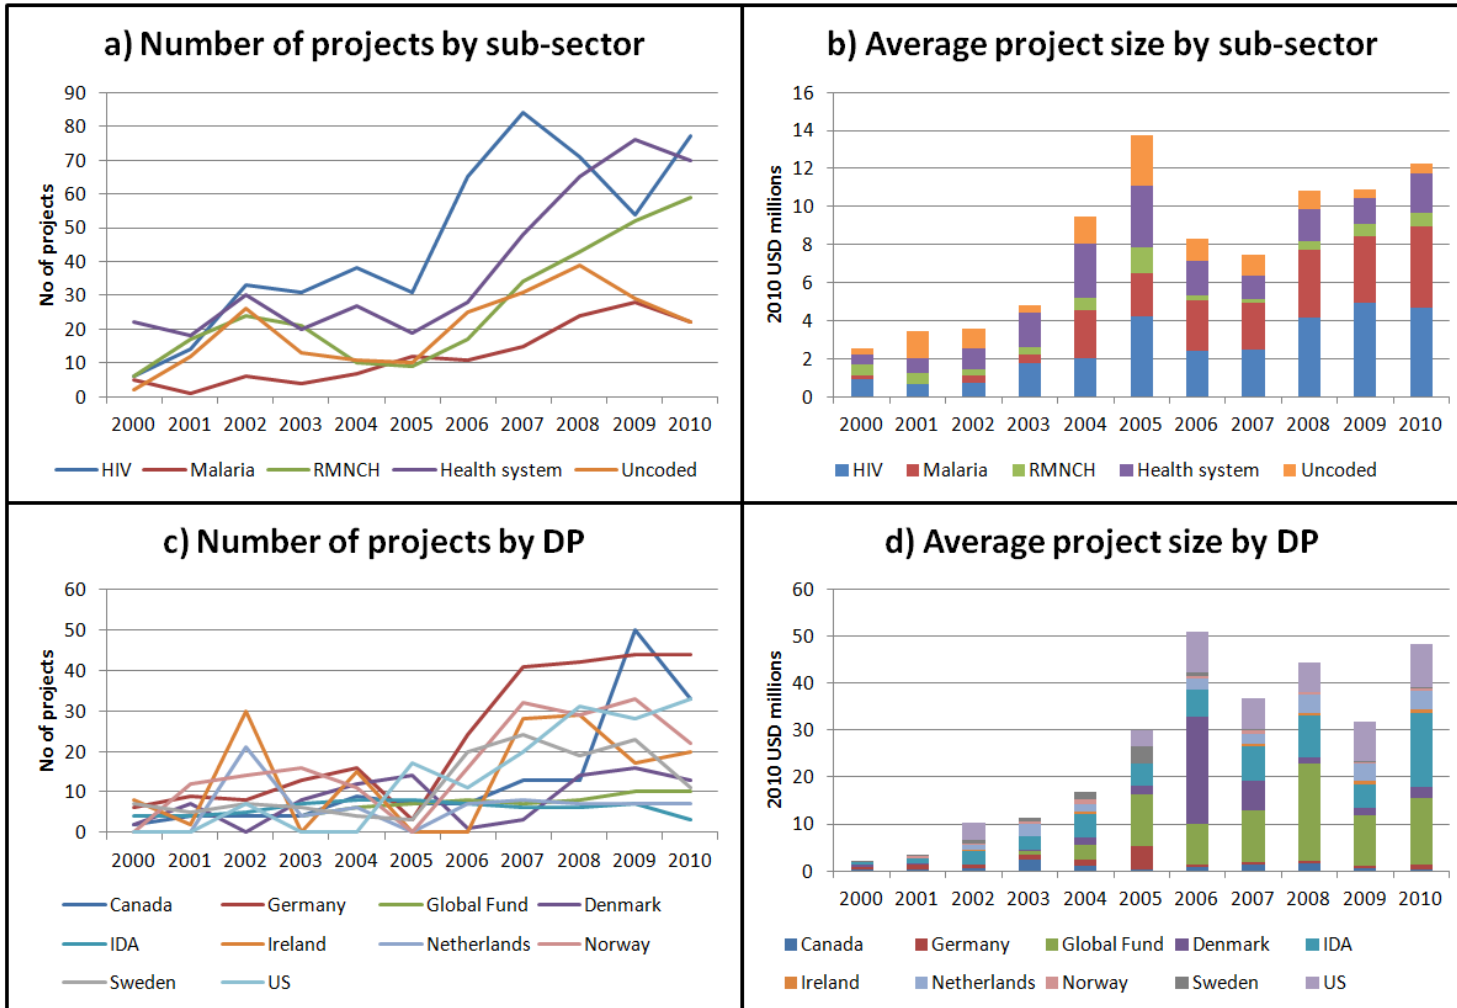 a) Number of projects by sub-sector
No of projects
90
80
70
60
50
40
30
20
10
0
2000 2001 2002 2003 2004 2005 2006 2007 2008 2009 2010
HIV Malaria RMNCH Health system Uncoded
b) Average project size by sub-sector
2010 USD millions
16
14
12
10
8
6
4
2
0
2000 2001 2002 2003 2004 2005 2006 2007 2008 2009 2010
HIV Malaria RMNCH Health system Uncoded
c) Number of projects by DP
No of projects
60
50
40
30
20
10
0
2000 2001 2002 2003 2004 2005 2006 2007 2008 2009 2010
Canada Germany Global Fund Denmark
IDA Ireland Netherlands Norway
Sweden US
d) Average project size by DP
2010 USD millions
60
50
40
30
20
10
0
2000 2001 2002 2003 2004 2005 2006 2007 2008 2009 2010
Canada Germany Global Fund Denmark IDA
Ireland Netherlands Norway Sweden US